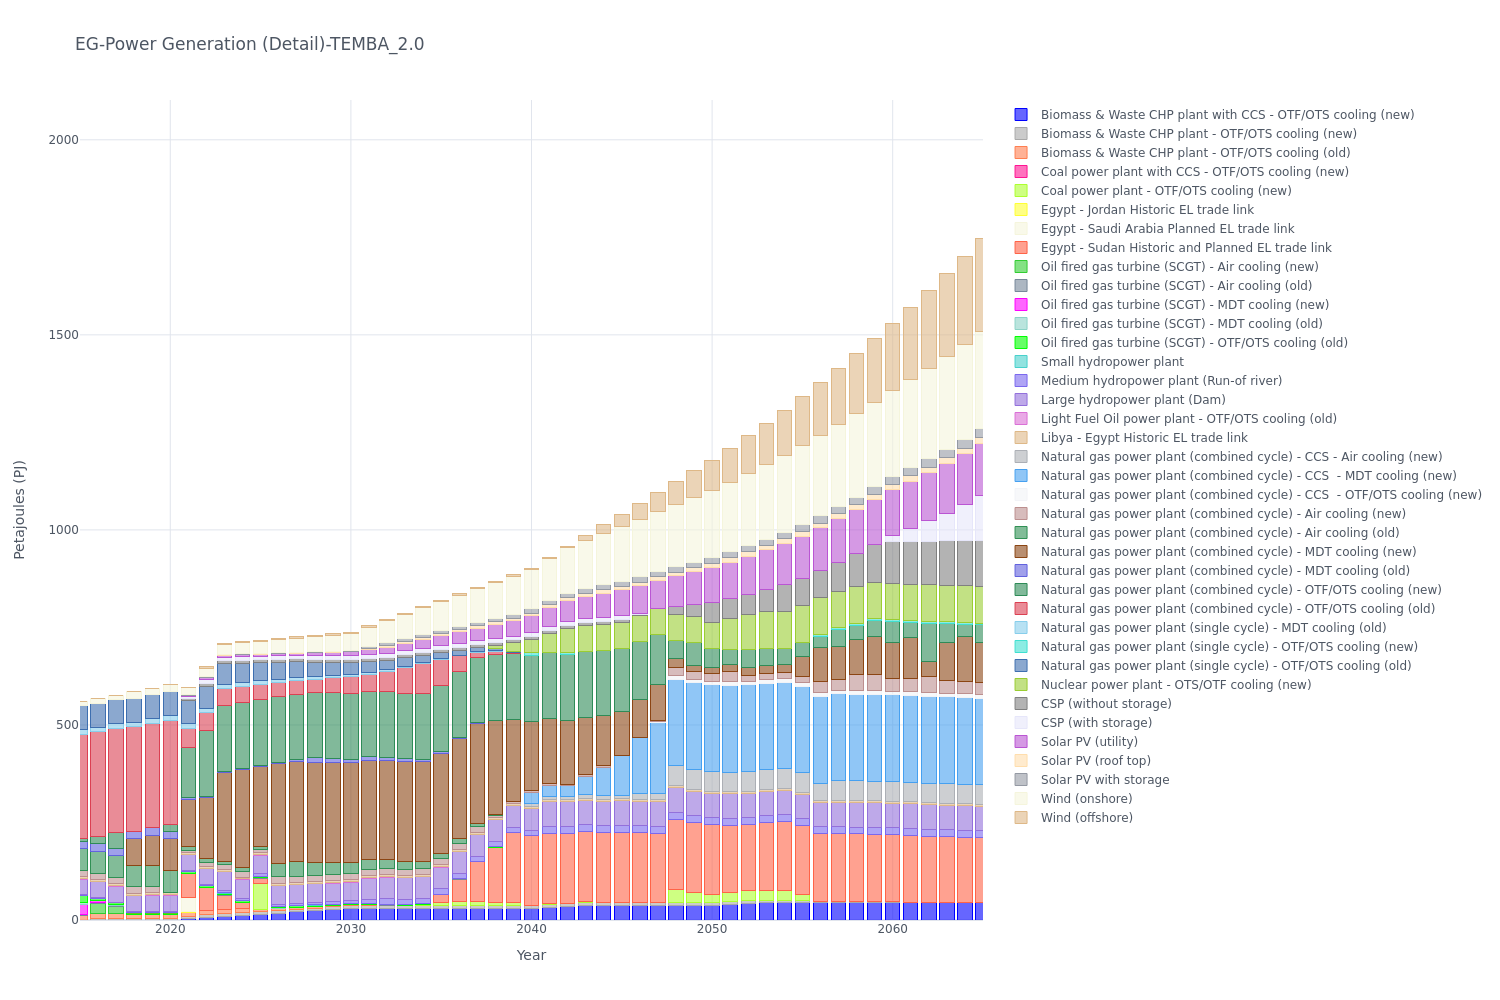 EG-Power Generation (Detail)-TEMBA_2.0
2000
1500
1000
500
0
2020
2030
2040
2050
2060
Year
Petajoules (PJ)
Biomass & Waste CHP plant with CCS - OTF/OTS cooling (new)
Biomass & Waste CHP plant - OTF/OTS cooling (new)
Biomass & Waste CHP plant - OTF/OTS cooling (old)
Coal power plant with CCS - OTF/OTS cooling (new)
Coal power plant - OTF/OTS cooling (new)
Egypt - Jordan Historic EL trade link
Egypt - Saudi Arabia Planned EL trade link
Egypt - Sudan Historic and Planned EL trade link
Oil fired gas turbine (SCGT) - Air cooling (new)
Oil fired gas turbine (SCGT) - Air cooling (old)
Oil fired gas turbine (SCGT) - MDT cooling (new)
Oil fired gas turbine (SCGT) - MDT cooling (old)
Oil fired gas turbine (SCGT) - OTF/OTS cooling (old)
Small hydropower plant
Medium hydropower plant (Run-of river)
Large hydropower plant (Dam)
Light Fuel Oil power plant - OTF/OTS cooling (old)
Libya - Egypt Historic EL trade link
Natural gas power plant (combined cycle) - CCS - Air cooling (new)
Natural gas power plant (combined cycle) - CCS  - MDT cooling (new)
Natural gas power plant (combined cycle) - CCS  - OTF/OTS cooling (new)
Natural gas power plant (combined cycle) - Air cooling (new)
Natural gas power plant (combined cycle) - Air cooling (old)
Natural gas power plant (combined cycle) - MDT cooling (new)
Natural gas power plant (combined cycle) - MDT cooling (old)
Natural gas power plant (combined cycle) - OTF/OTS cooling (new)
Natural gas power plant (combined cycle) - OTF/OTS cooling (old)
Natural gas power plant (single cycle) - MDT cooling (old)
Natural gas power plant (single cycle) - OTF/OTS cooling (new)
Natural gas power plant (single cycle) - OTF/OTS cooling (old)
Nuclear power plant - OTS/OTF cooling (new)
CSP (without storage)
CSP (with storage)
Solar PV (utility)
Solar PV (roof top)
Solar PV with storage
Wind (onshore)
Wind (offshore)